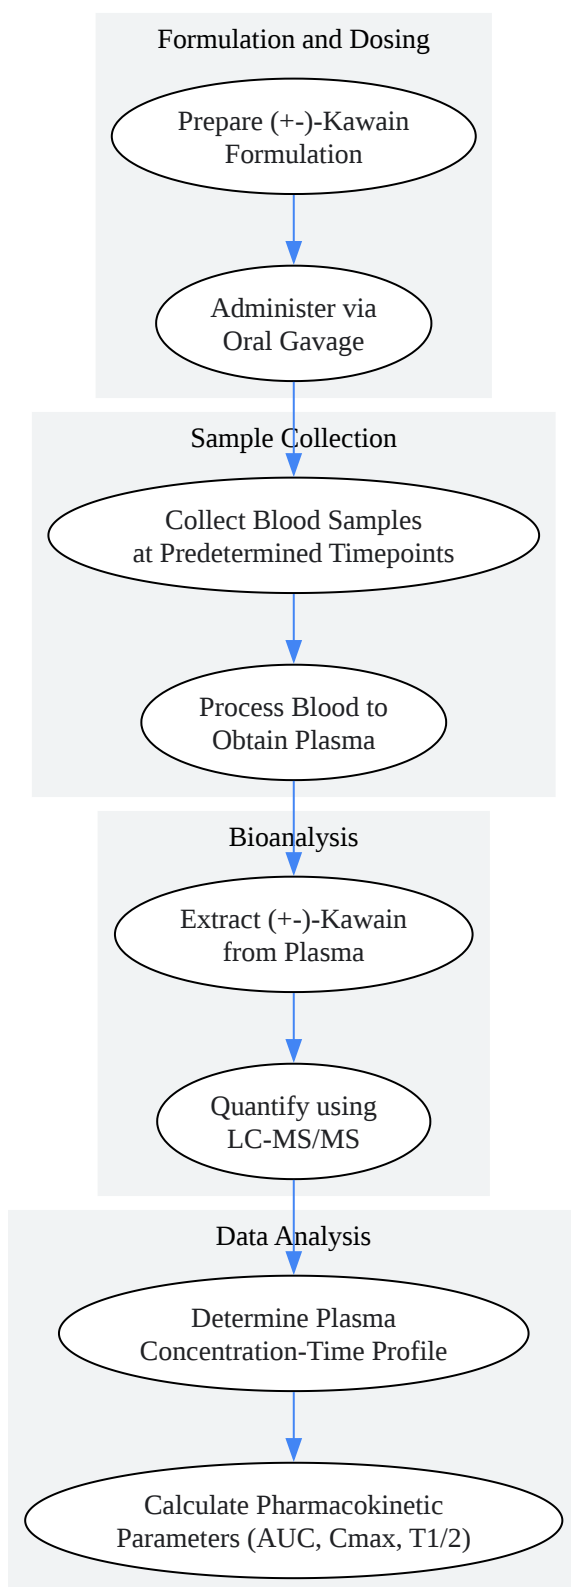 Formulation and Dosing
Prepare (+-)-Kawain
Formulation
Administer via
Oral Gavage
Sample Collection
Collect Blood Samples
at Predetermined Timepoints
Process Blood to
Obtain Plasma
Bioanalysis
Extract (+-)-Kawain
from Plasma
Quantify using
LC-MS/MS
Data Analysis
Determine Plasma
Concentration-Time Profile
Calculate Pharmacokinetic
Parameters (AUC, Cmax, T1/2)